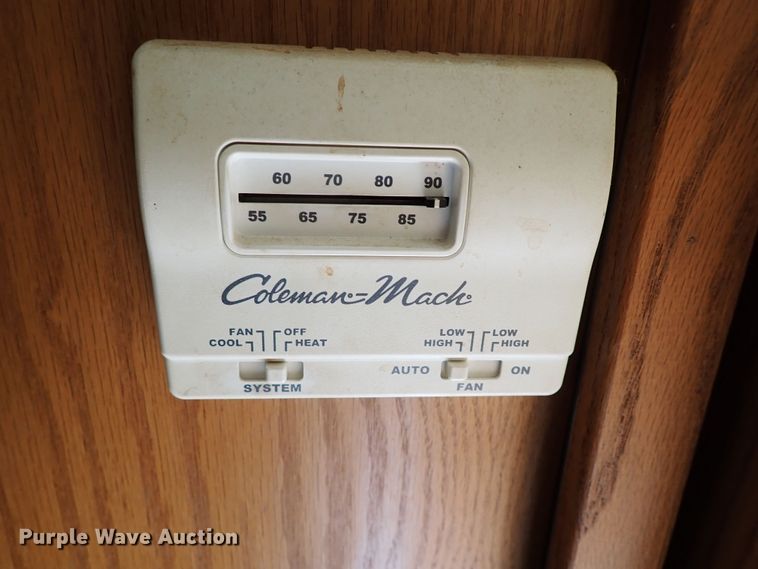 60 70 80 90
55 65 75 85
Coleman-Mach
FAN OFF
COOL HEAT
SYSTEM
LOW LOW
HIGH HIGH
AUTO ON
FAN
Purple Wave Auction